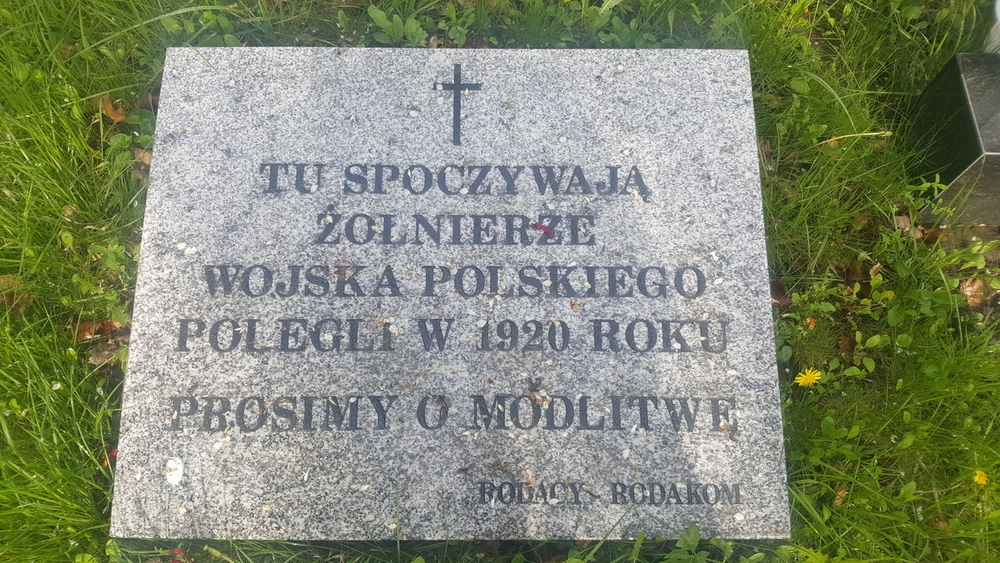 TU SPOCZYWAJĄ
ŻOŁNIERZE
WOJSKA POLSKIEGO
POLEGLI W 1920 ROKU
PROSIMY O MODLITWĘ
RODACY - RODAKOM